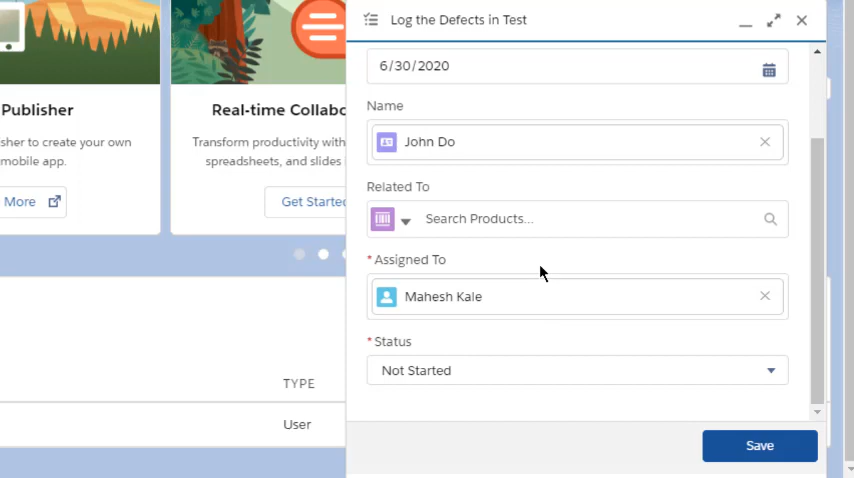 Log the Defects in Test
6/30/2020
Name
John Do
Related To
Search Products...
* Assigned To
Mahesh Kale
* Status
Not Started
Save
Publisher
sher to create your own
mobile app.
More
Real-time Collabo
Transform productivity with
spreadsheets, and slides
Get Started
TYPE
User